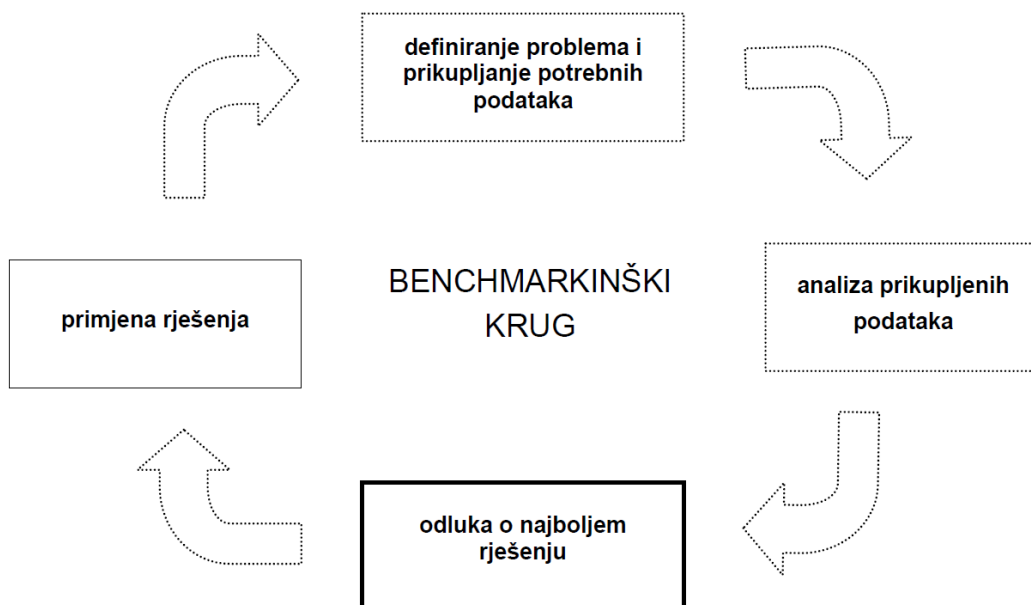 definiranje problema i
prikupljanje potrebnih
podataka
BENCHMARKINŠKI
KRUG
analiza prikupljenih
podataka
primjena rješenja
odluka o najboljem
rješenju